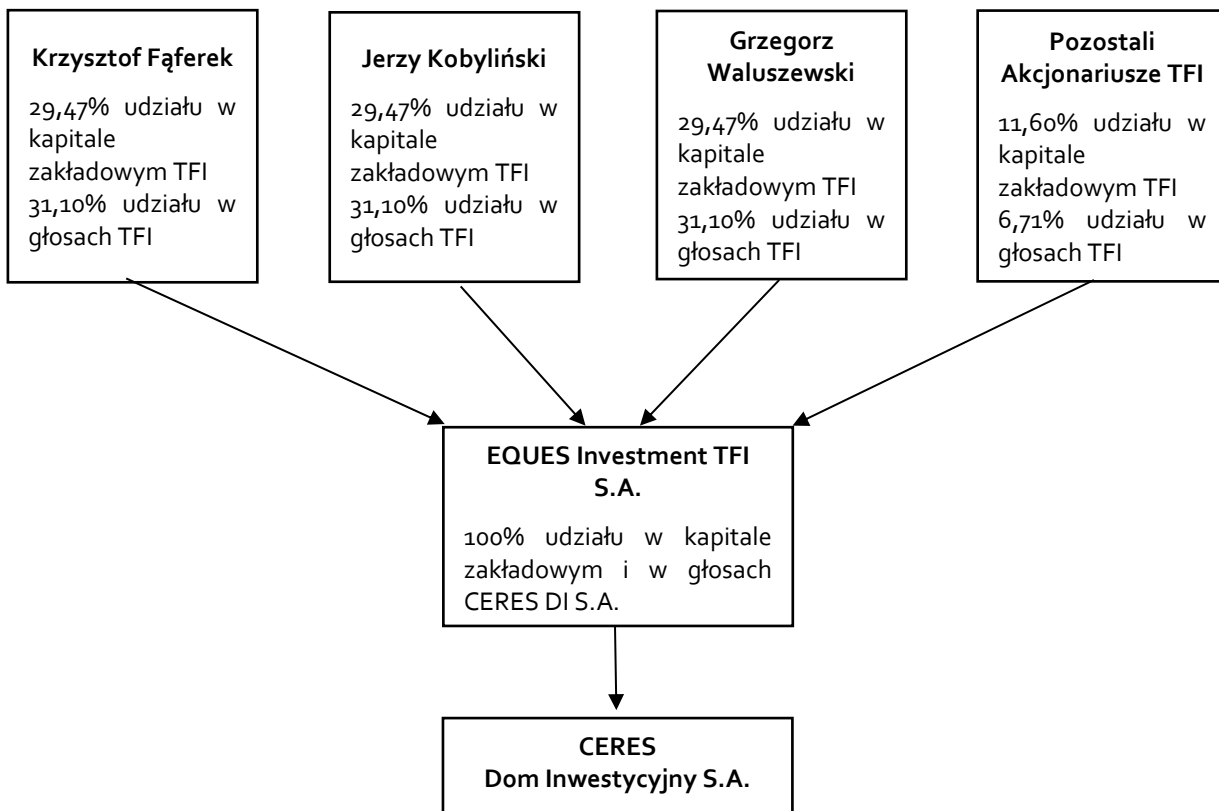 Krzysztof Fąferek
29,47% udziału w
kapitale
zakładowym TFI
31,10% udziału w
głosach TFI
Jerzy Kobyliński
29,47% udziału w
kapitale
zakładowym TFI
31,10% udziału w
głosach TFI
Grzegorz
Waluszewski
29,47% udziału w
kapitale
zakładowym TFI
31,10% udziału w
głosach TFI
Pozostali
Akcjonariusze TFI
11,60% udziału w
kapitale
zakładowym TFI
6,71% udziału w
głosach TFI
EQUES Investment TFI
S.A.
100% udziału w kapitale
zakładowym i w głosach
CERES DI S.A.
CERES
Dom Inwestycyjny S.A.